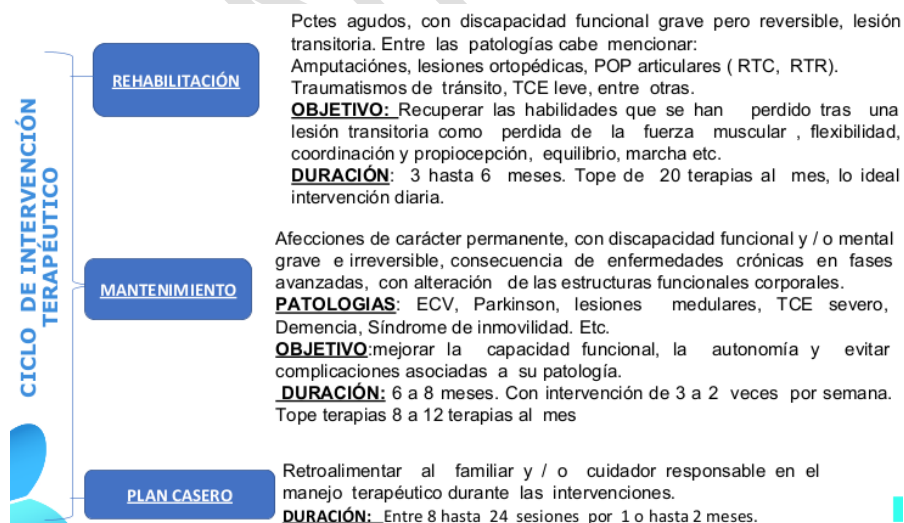 CICLO DE INTERVENCIÓN
TERAPÉUTICO
REHABILITACIÓN
Pctes agudos, con discapacidad funcional grave pero reversible, lesión
transitoria. Entre las patologías cabe mencionar:
Amputaciónes, lesiones ortopédicas, POP articulares ( RTC, RTR).
Traumatismos de tránsito, TCE leve, entre otras.
OBJETIVO: Recuperar las habilidades que se han perdido tras una
lesión transitoria como perdida de la fuerza muscular , flexibilidad,
coordinación y propiocepción, equilibrio, marcha etc.
DURACIÓN: 3 hasta 6 meses. Tope de 20 terapias al mes, lo ideal
intervención diaria.
MANTENIMIENTO
Afecciones de carácter permanente, con discapacidad funcional y / o mental
grave e irreversible, consecuencia de enfermedades crónicas en fases
avanzadas, con alteración de las estructuras funcionales corporales.
PATOLOGIAS: ECV, Parkinson, lesiones medulares, TCE severo,
Demencia, Síndrome de inmovilidad. Etc.
OBJETIVO:mejorar la capacidad funcional, la autonomía y evitar
complicaciones asociadas a su patología.
DURACIÓN: 6 a 8 meses. Con intervención de 3 a 2 veces por semana.
Tope terapias 8 a 12 terapias al mes
PLAN CASERO
Retroalimentar al familiar y / o cuidador responsable en el
manejo terapéutico durante las intervenciones.
DURACIÓN: Entre 8 hasta 24 sesiones por 1 o hasta 2 meses.